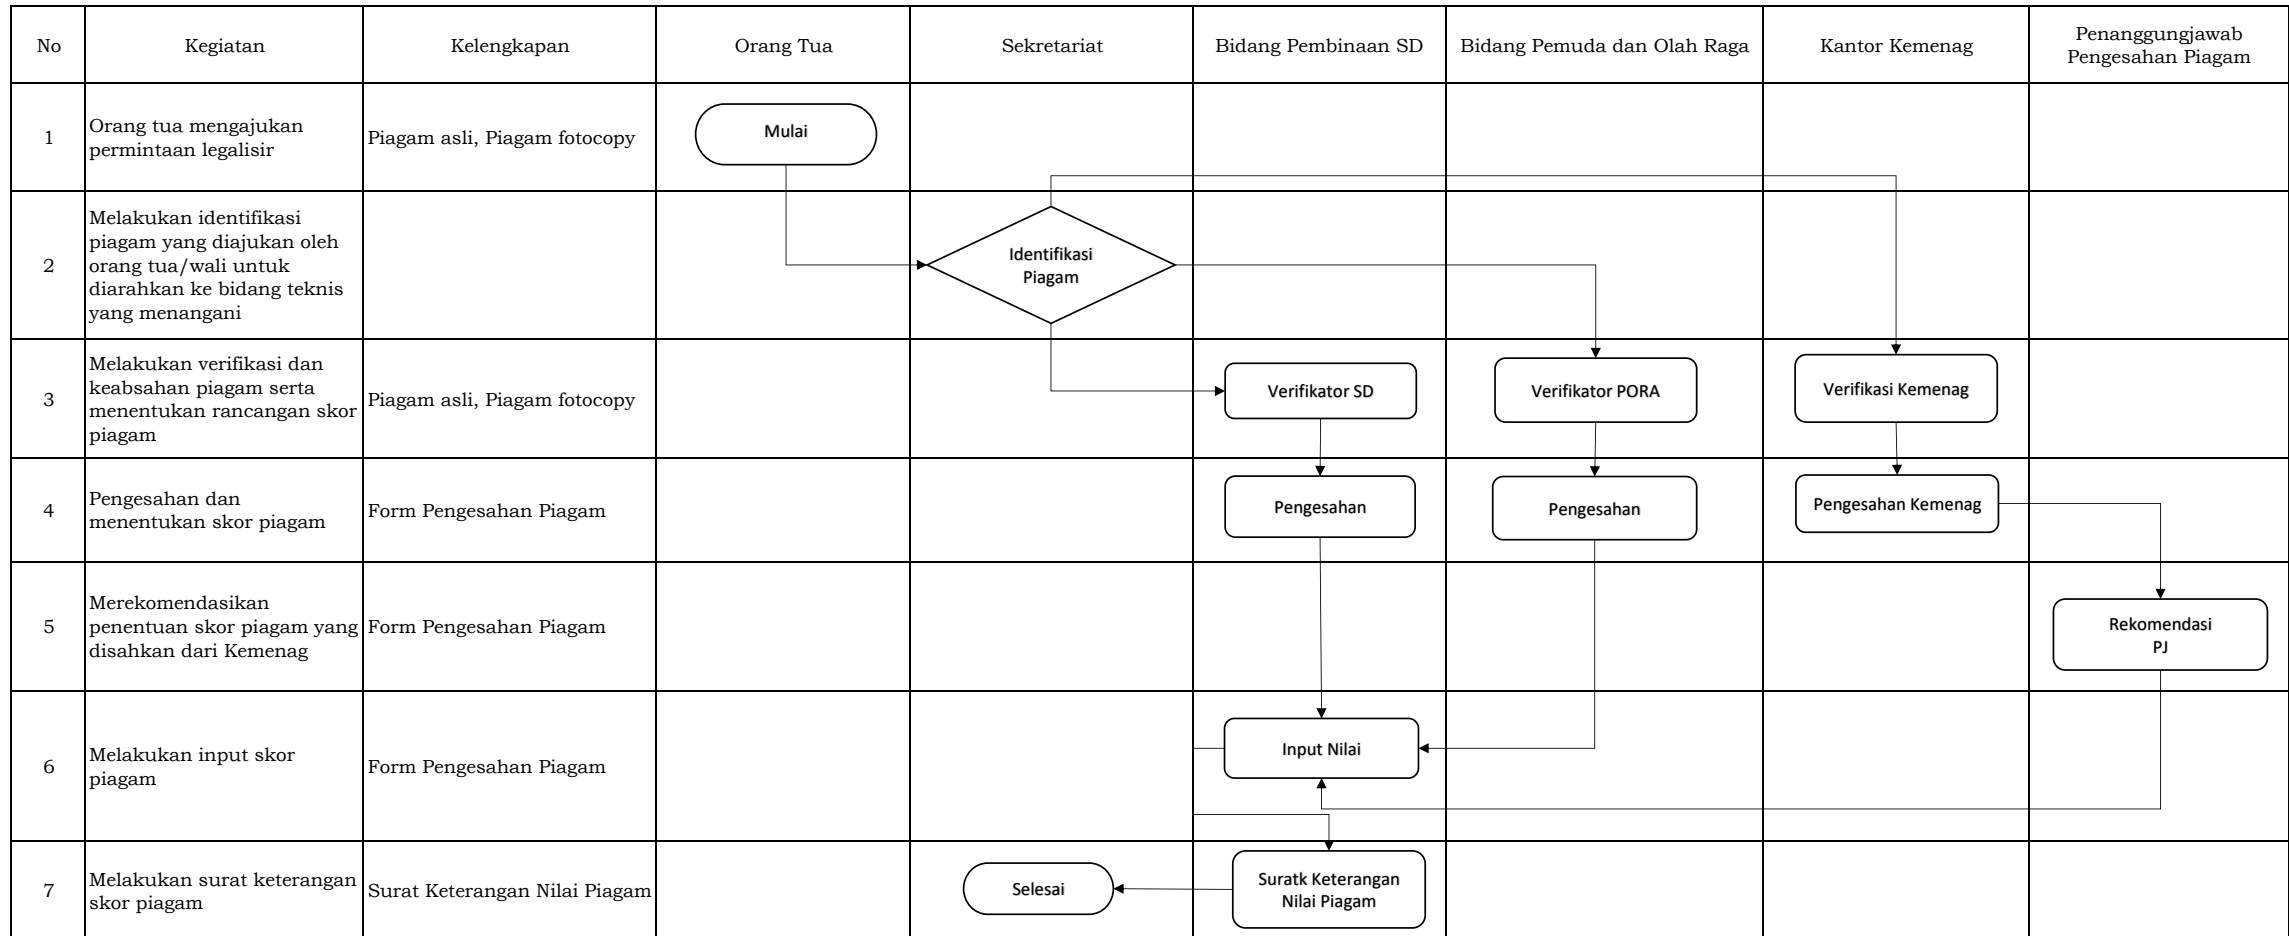 No
Kegiatan
Kelengkapan
Orang Tua
Sekretariat
Bidang Pembinaan SD
Bidang Pemuda dan Olah Raga
Kantor Kemenag
Penanggungjawab
Pengesahan Piagam
1
Orang tua mengajukan
permintaan legalisir
Piagam asli, Piagam fotocopy
Mulai
2
Melakukan identifikasi
piagam yang diajukan oleh
orang tua/wali untuk
diarahkan ke bidang teknis
yang menangani
Identifikasi
Piagam
3
Melakukan verifikasi dan
keabsahan piagam serta
menentukan rancangan skor
piagam
Piagam asli, Piagam fotocopy
Verifikator SD
Verifikator PORA
Verifikasi Kemenag
4
Pengesahan dan
menentukan skor piagam
Form Pengesahan Piagam
Pengesahan
Pengesahan
Pengesahan Kemenag
5
Merekomendasikan
penentuan skor piagam yang
disahkan dari Kemenag
Form Pengesahan Piagam
Rekomendasi
PJ
6
Melakukan input skor
piagam
Form Pengesahan Piagam
Input Nilai
7
Melakukan surat keterangan
skor piagam
Surat Keterangan Nilai Piagam
Selesai
Suratk Keterangan
Nilai Piagam